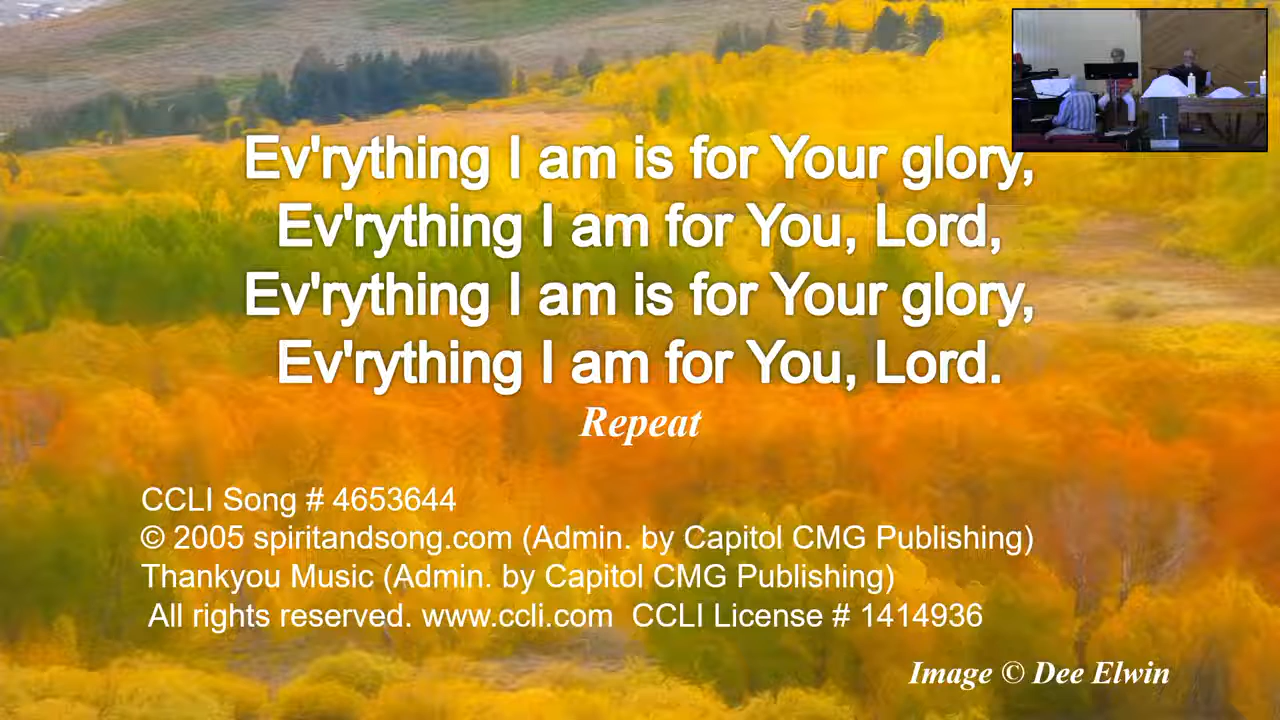 Ev'rything I am is for Your glory,
Ev'rything I am for You, Lord,
Ev'rything I am is for Your glory,
Ev'rything I am for You, Lord.
Repeat
CCLI Song # 4653644
© 2005 spiritandsong.com (Admin. by Capitol CMG Publishing)
Thankyou Music (Admin. by Capitol CMG Publishing)
All rights reserved. www.ccli.com CCLI License # 1414936
Image © Dee Elwin